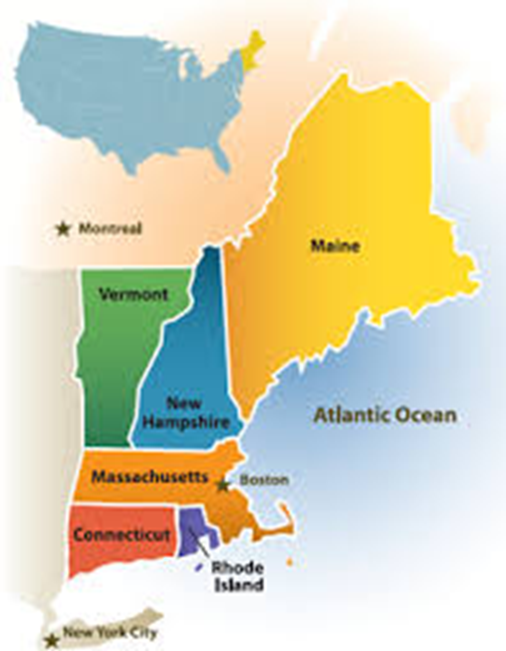 Montreal
Maine
Vermont
New
Hampshire
Atlantic Ocean
Massachusetts
Boston
Connecticut
Rhode
Island
New York City